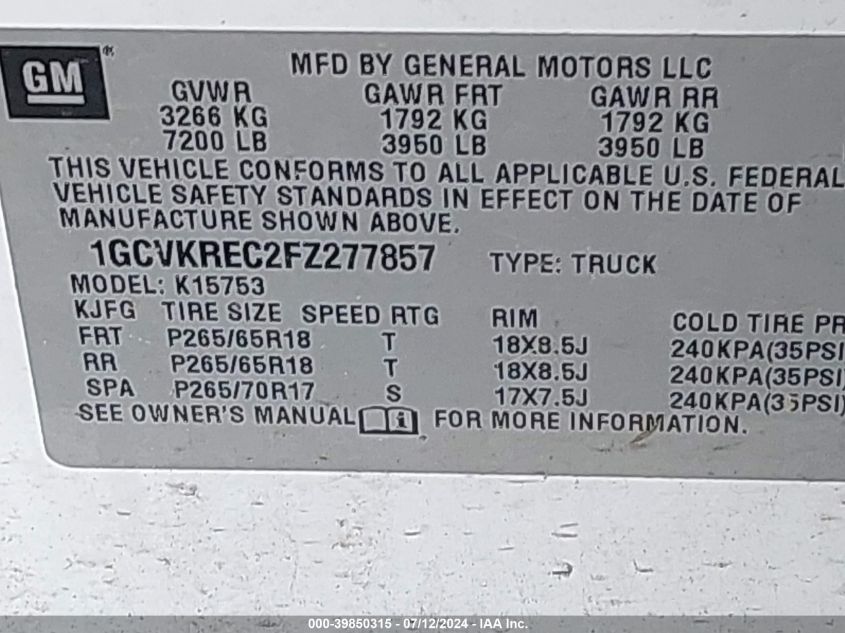 GM ®
MFD BY GENERAL MOTORS LLC
GVWR GAWR FRT GAWR RR
3266 KG 1792 KG 1792 KG
7200 LB 3950 LB 3950 LB
THIS VEHICLE CONFORMS TO ALL APPLICABLE U.S. FEDERAL
VEHICLE SAFETY STANDARDS IN EFFECT ON THE DATE OF
MANUFACTURE SHOWN ABOVE.
1GCVKREC2FZ277857 TYPE: TRUCK
MODEL: K15753
KJFG TIRE SIZE SPEED RTG RIM COLD TIRE PR
FRT P265/65R18 T 18X8.5J 240KPA(35PSI)
RR P265/65R18 T 18X8.5J 240KPA(35PSI)
SPA P265/70R17 S 17X7.5J 240KPA(35PSI)
SEE OWNER'S MANUAL i FOR MORE INFORMATION.
000-39850315 - 07/12/2024 - IAA Inc.